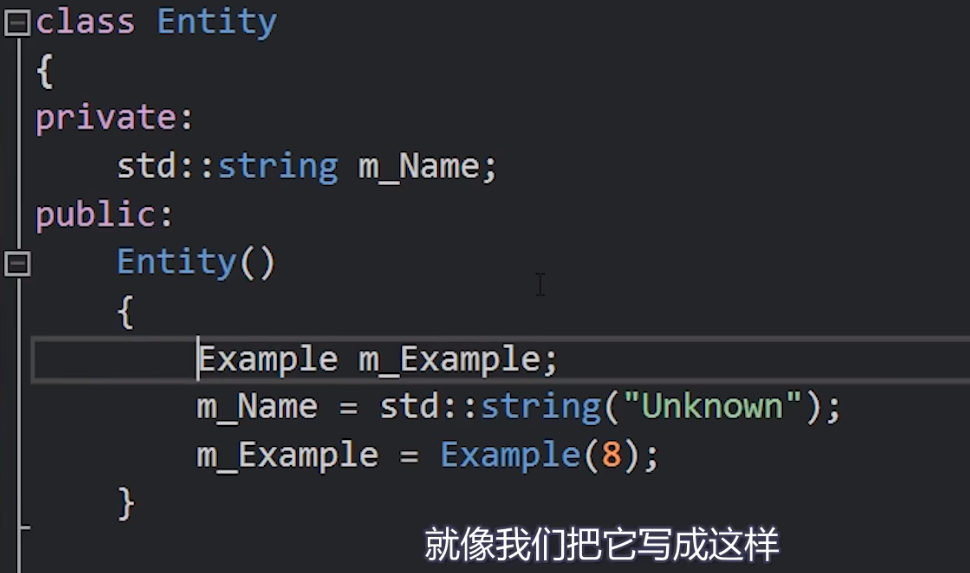 class Entity
{
private:
    std::string m_Name;
public:
    Entity()
    {
        Example m_Example;
        m_Name = std::string("Unknown");
        m_Example = Example(8);
    }
就像我们把它写成这样